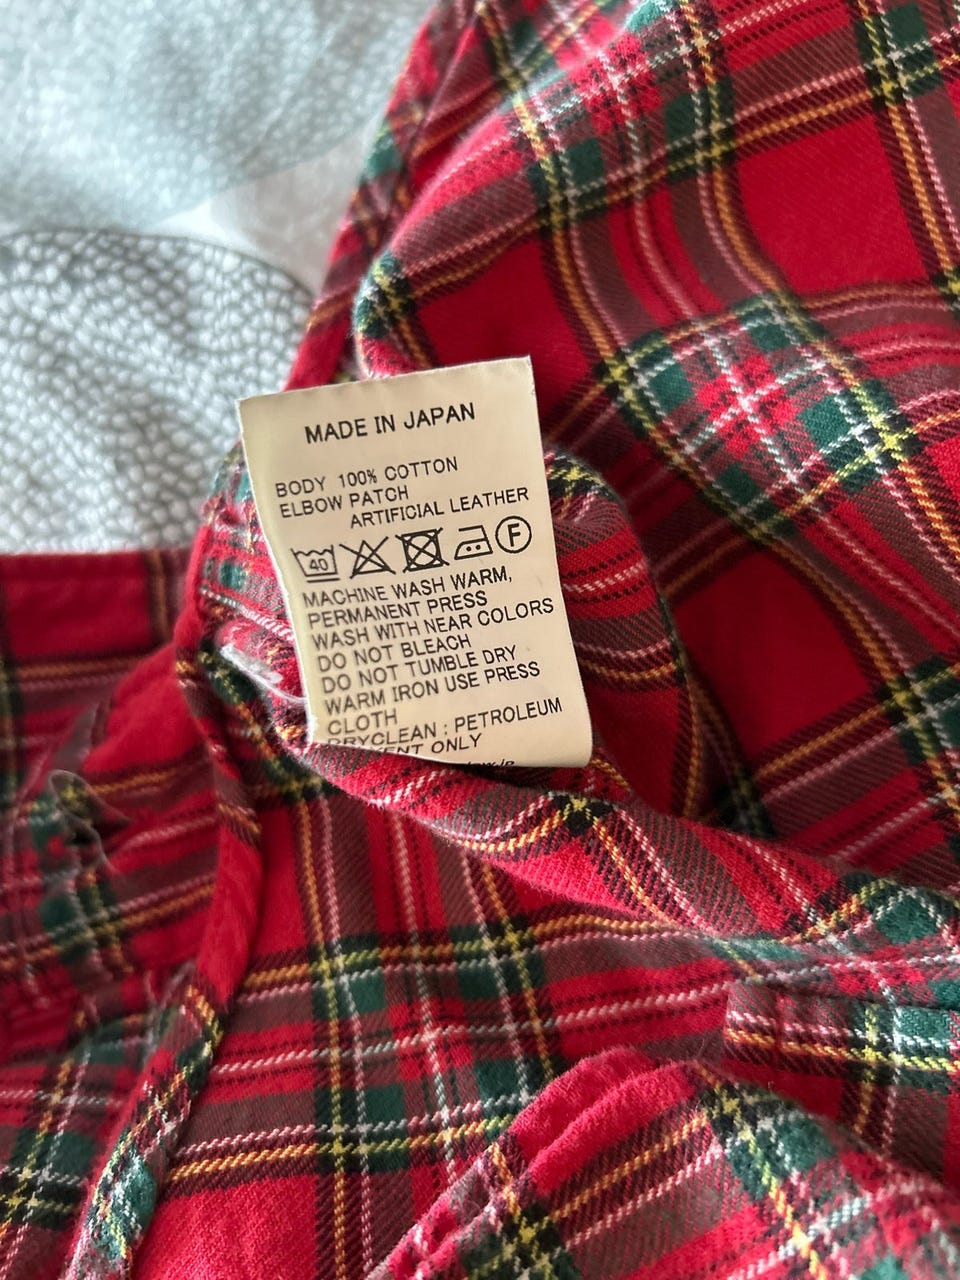 MADE IN JAPAN
BODY 100% COTTON
ELBOW PATCH
ARTIFICIAL LEATHER
40 F
MACHINE WASH WARM,
PERMANENT PRESS
WASH WITH NEAR COLORS
DO NOT BLEACH
DO NOT TUMBLE DRY
WARM IRON USE PRESS
CLOTH
DRYCLEAN : PETROLEUM
ONLY